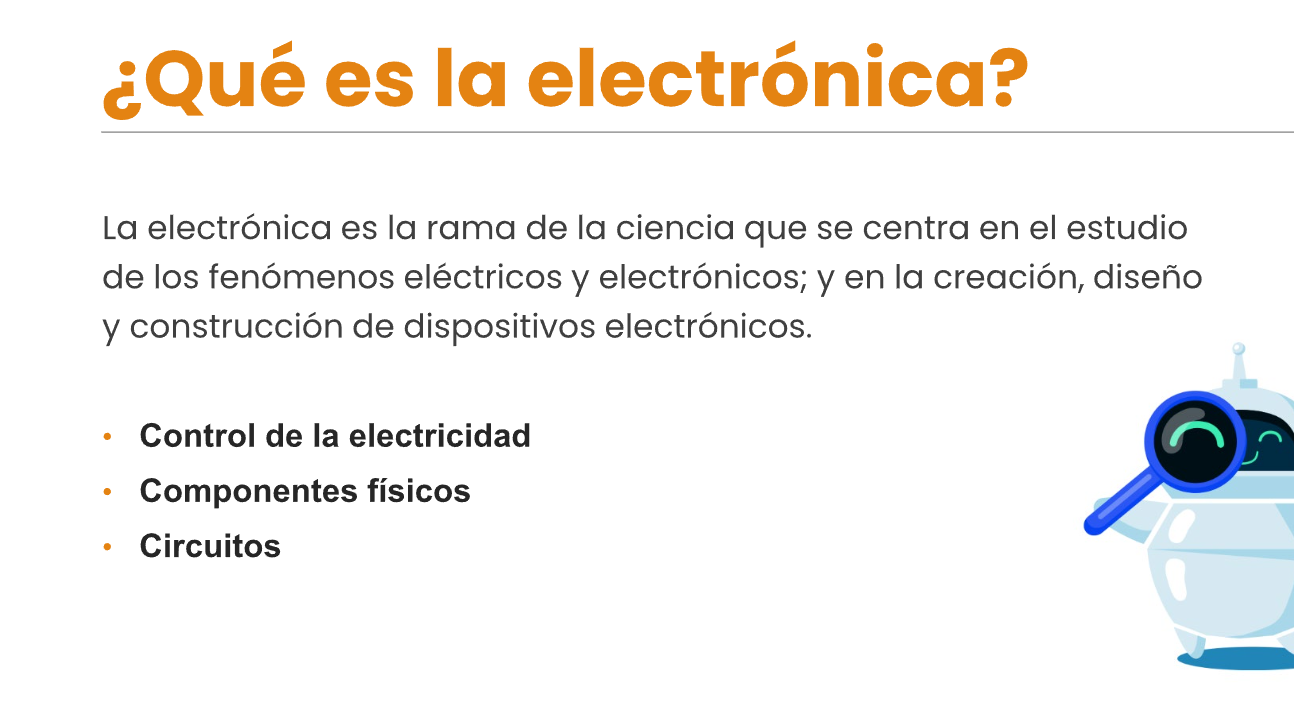 ¿Qué es la electrónica?
La electrónica es la rama de la ciencia que se centra en el estudio
de los fenómenos eléctricos y electrónicos; y en la creación, diseño
y construcción de dispositivos electrónicos.
• Control de la electricidad
• Componentes físicos
• Circuitos